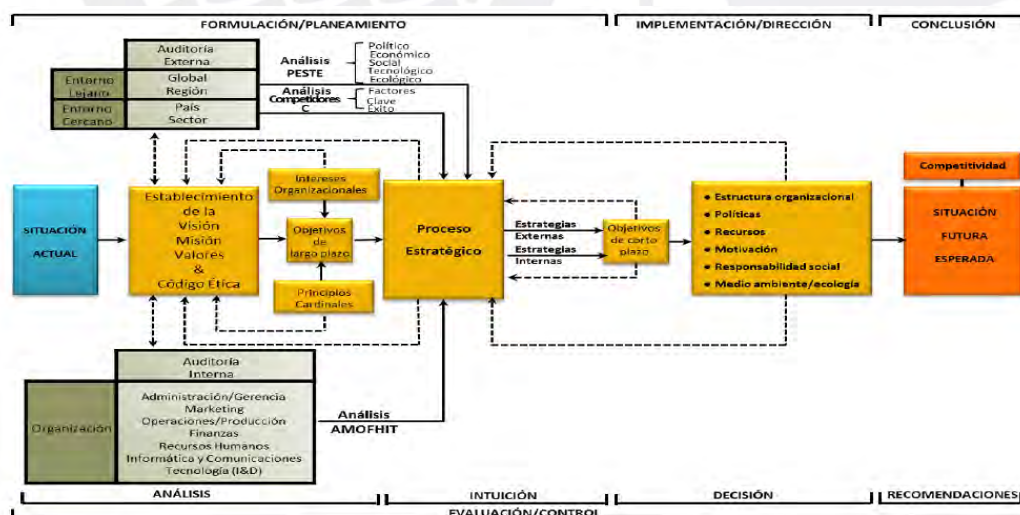 FORMULACIÓN/PLANEAMIENTO
IMPLEMENTACIÓN/DIRECCIÓN
CONCLUSIÓN
Auditoría
Externa
Entorno
Lejano
Global
Región
Entorno
Cercano
País
Sector
Análisis
PESTE
Político
Económico
Social
Tecnológico
Ecológico
Análisis
Competidores
C
Factores
Clave
Éxito
SITUACIÓN
ACTUAL
Establecimiento
de la
Visión
Misión
Valores
&
Código Ética
Intereses
Organizacionales
Objetivos de
largo plazo
Principios
Cardinales
Proceso
Estratégico
Estrategias
Externas
Estrategias
Internas
Objetivos
de corto
plazo
• Estructura organizacional
• Políticas
• Recursos
• Motivación
• Responsabilidad social
• Medio ambiente/ecología
Competitividad
SITUACIÓN
FUTURA
ESPERADA
Auditoría
Interna
Organización
Administración/Gerencia
Marketing
Operaciones/Producción
Finanzas
Recursos Humanos
Informática y Comunicaciones
Tecnología (I&D)
Análisis
AMOFHIT
ANÁLISIS
INTUICIÓN
DECISIÓN
RECOMENDACIONES
EVALUACIÓN/CONTROL